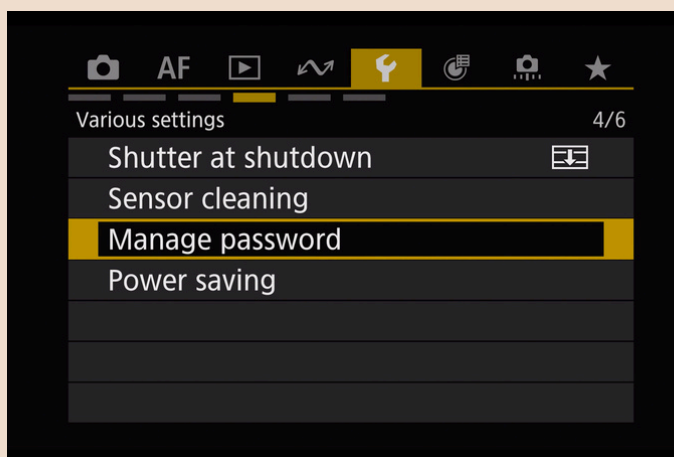 AF
Various settings 4/6
Shutter at shutdown
Sensor cleaning
Manage password
Power saving